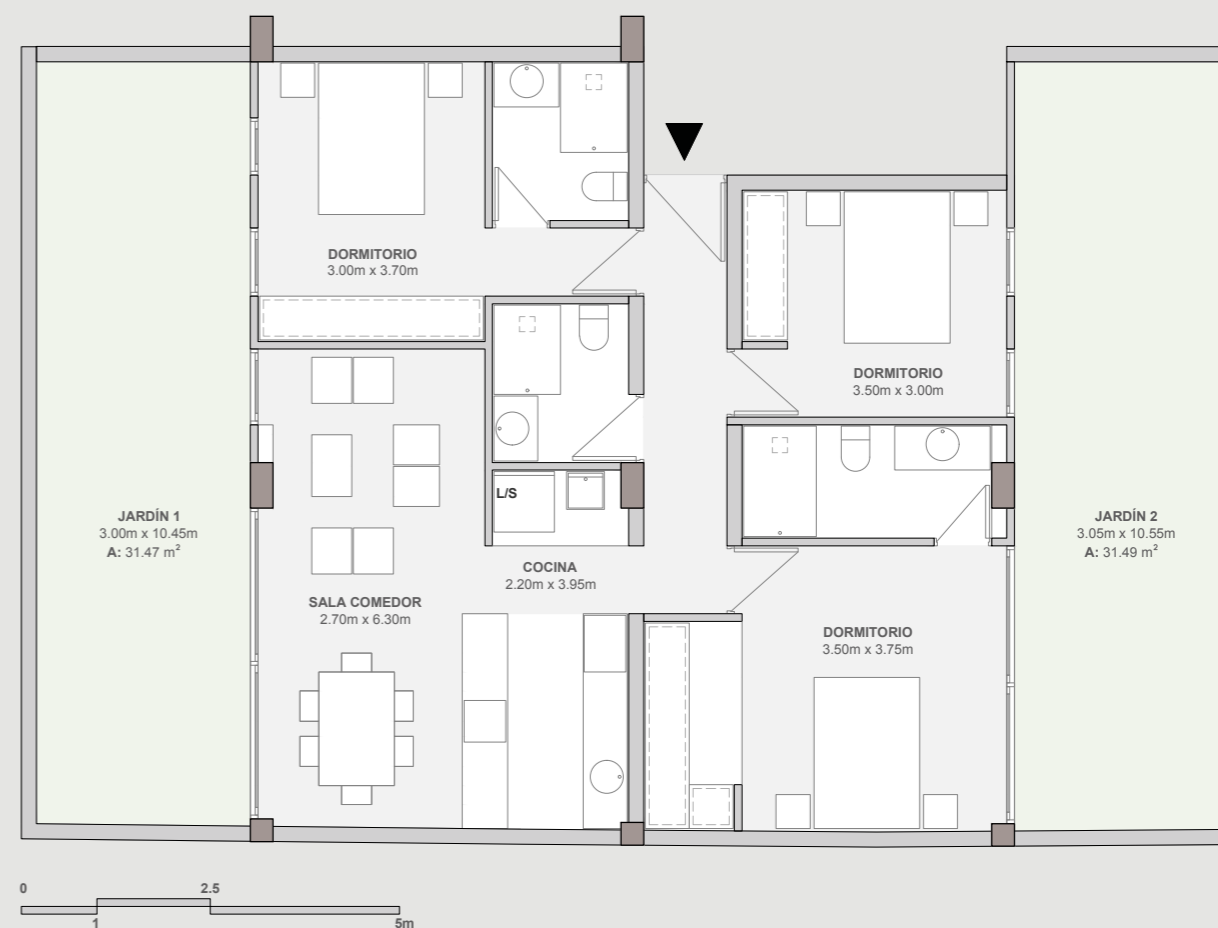 DORMITORIO
3.00m x 3.70m
DORMITORIO
3.50m x 3.00m
L/S
JARDÍN 1
3.00m x 10.45m
A: 31.47 m²
JARDÍN 2
3.05m x 10.55m
A: 31.49 m²
COCINA
2.20m x 3.95m
SALA COMEDOR
2.70m x 6.30m
DORMITORIO
3.50m x 3.75m
0 2.5
1 5m